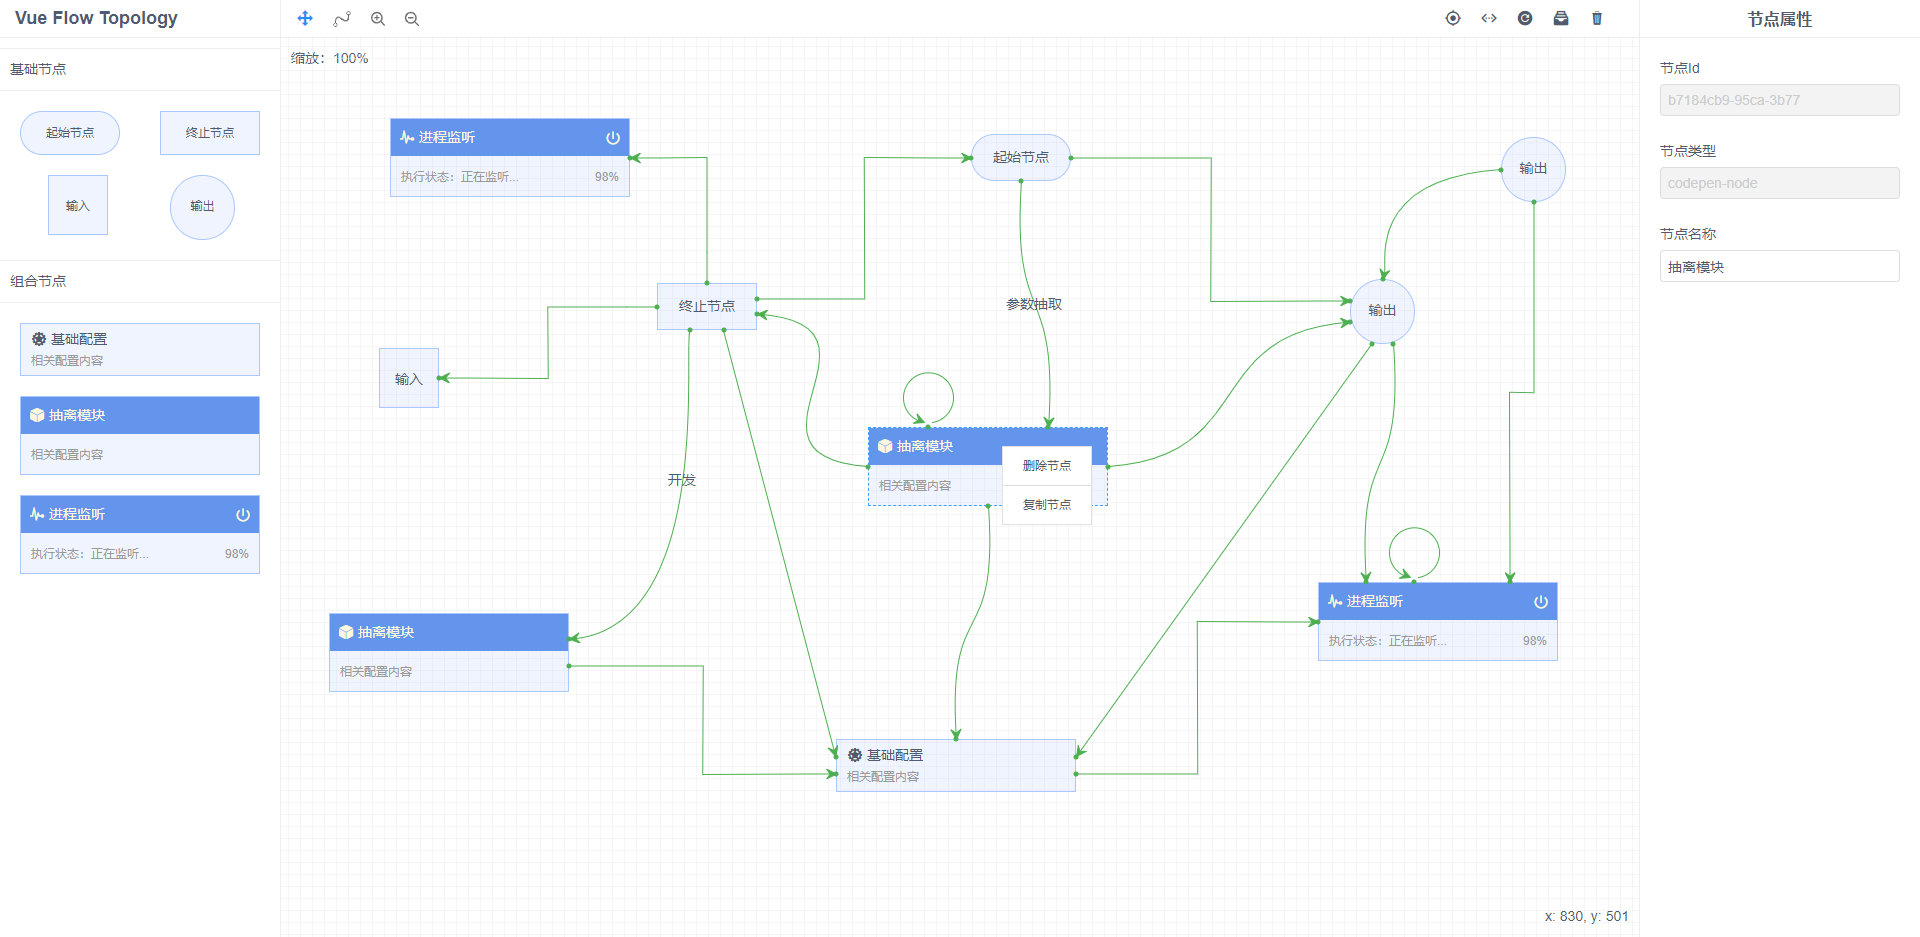 Vue Flow Topology
基础节点
起始节点
终止节点
输入
输出
组合节点
基础配置
相关配置内容
抽离模块
相关配置内容
进程监听
执行状态：正在监听... 98%
缩放：100%
进程监听
执行状态：正在监听... 98%
起始节点
输出
终止节点
参数抽取
输出
输入
抽离模块
相关配置内容
删除节点
复制节点
开发
进程监听
执行状态：正在监听... 98%
抽离模块
相关配置内容
基础配置
相关配置内容
x: 830, y: 501
节点属性
节点Id
b7184cb9-95ca-3b77
节点类型
codepen-node
节点名称
抽离模块